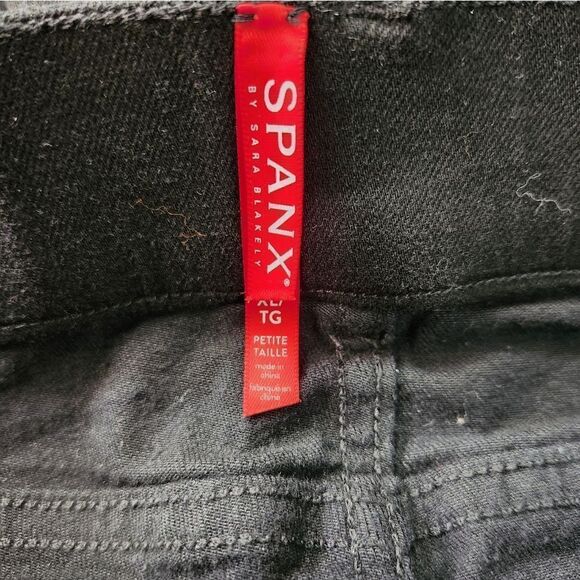 SPANX®
BY SARA BLAKELY
XL/
TG
PETITE
TAILLE
made in
china
fabriqué en
chine